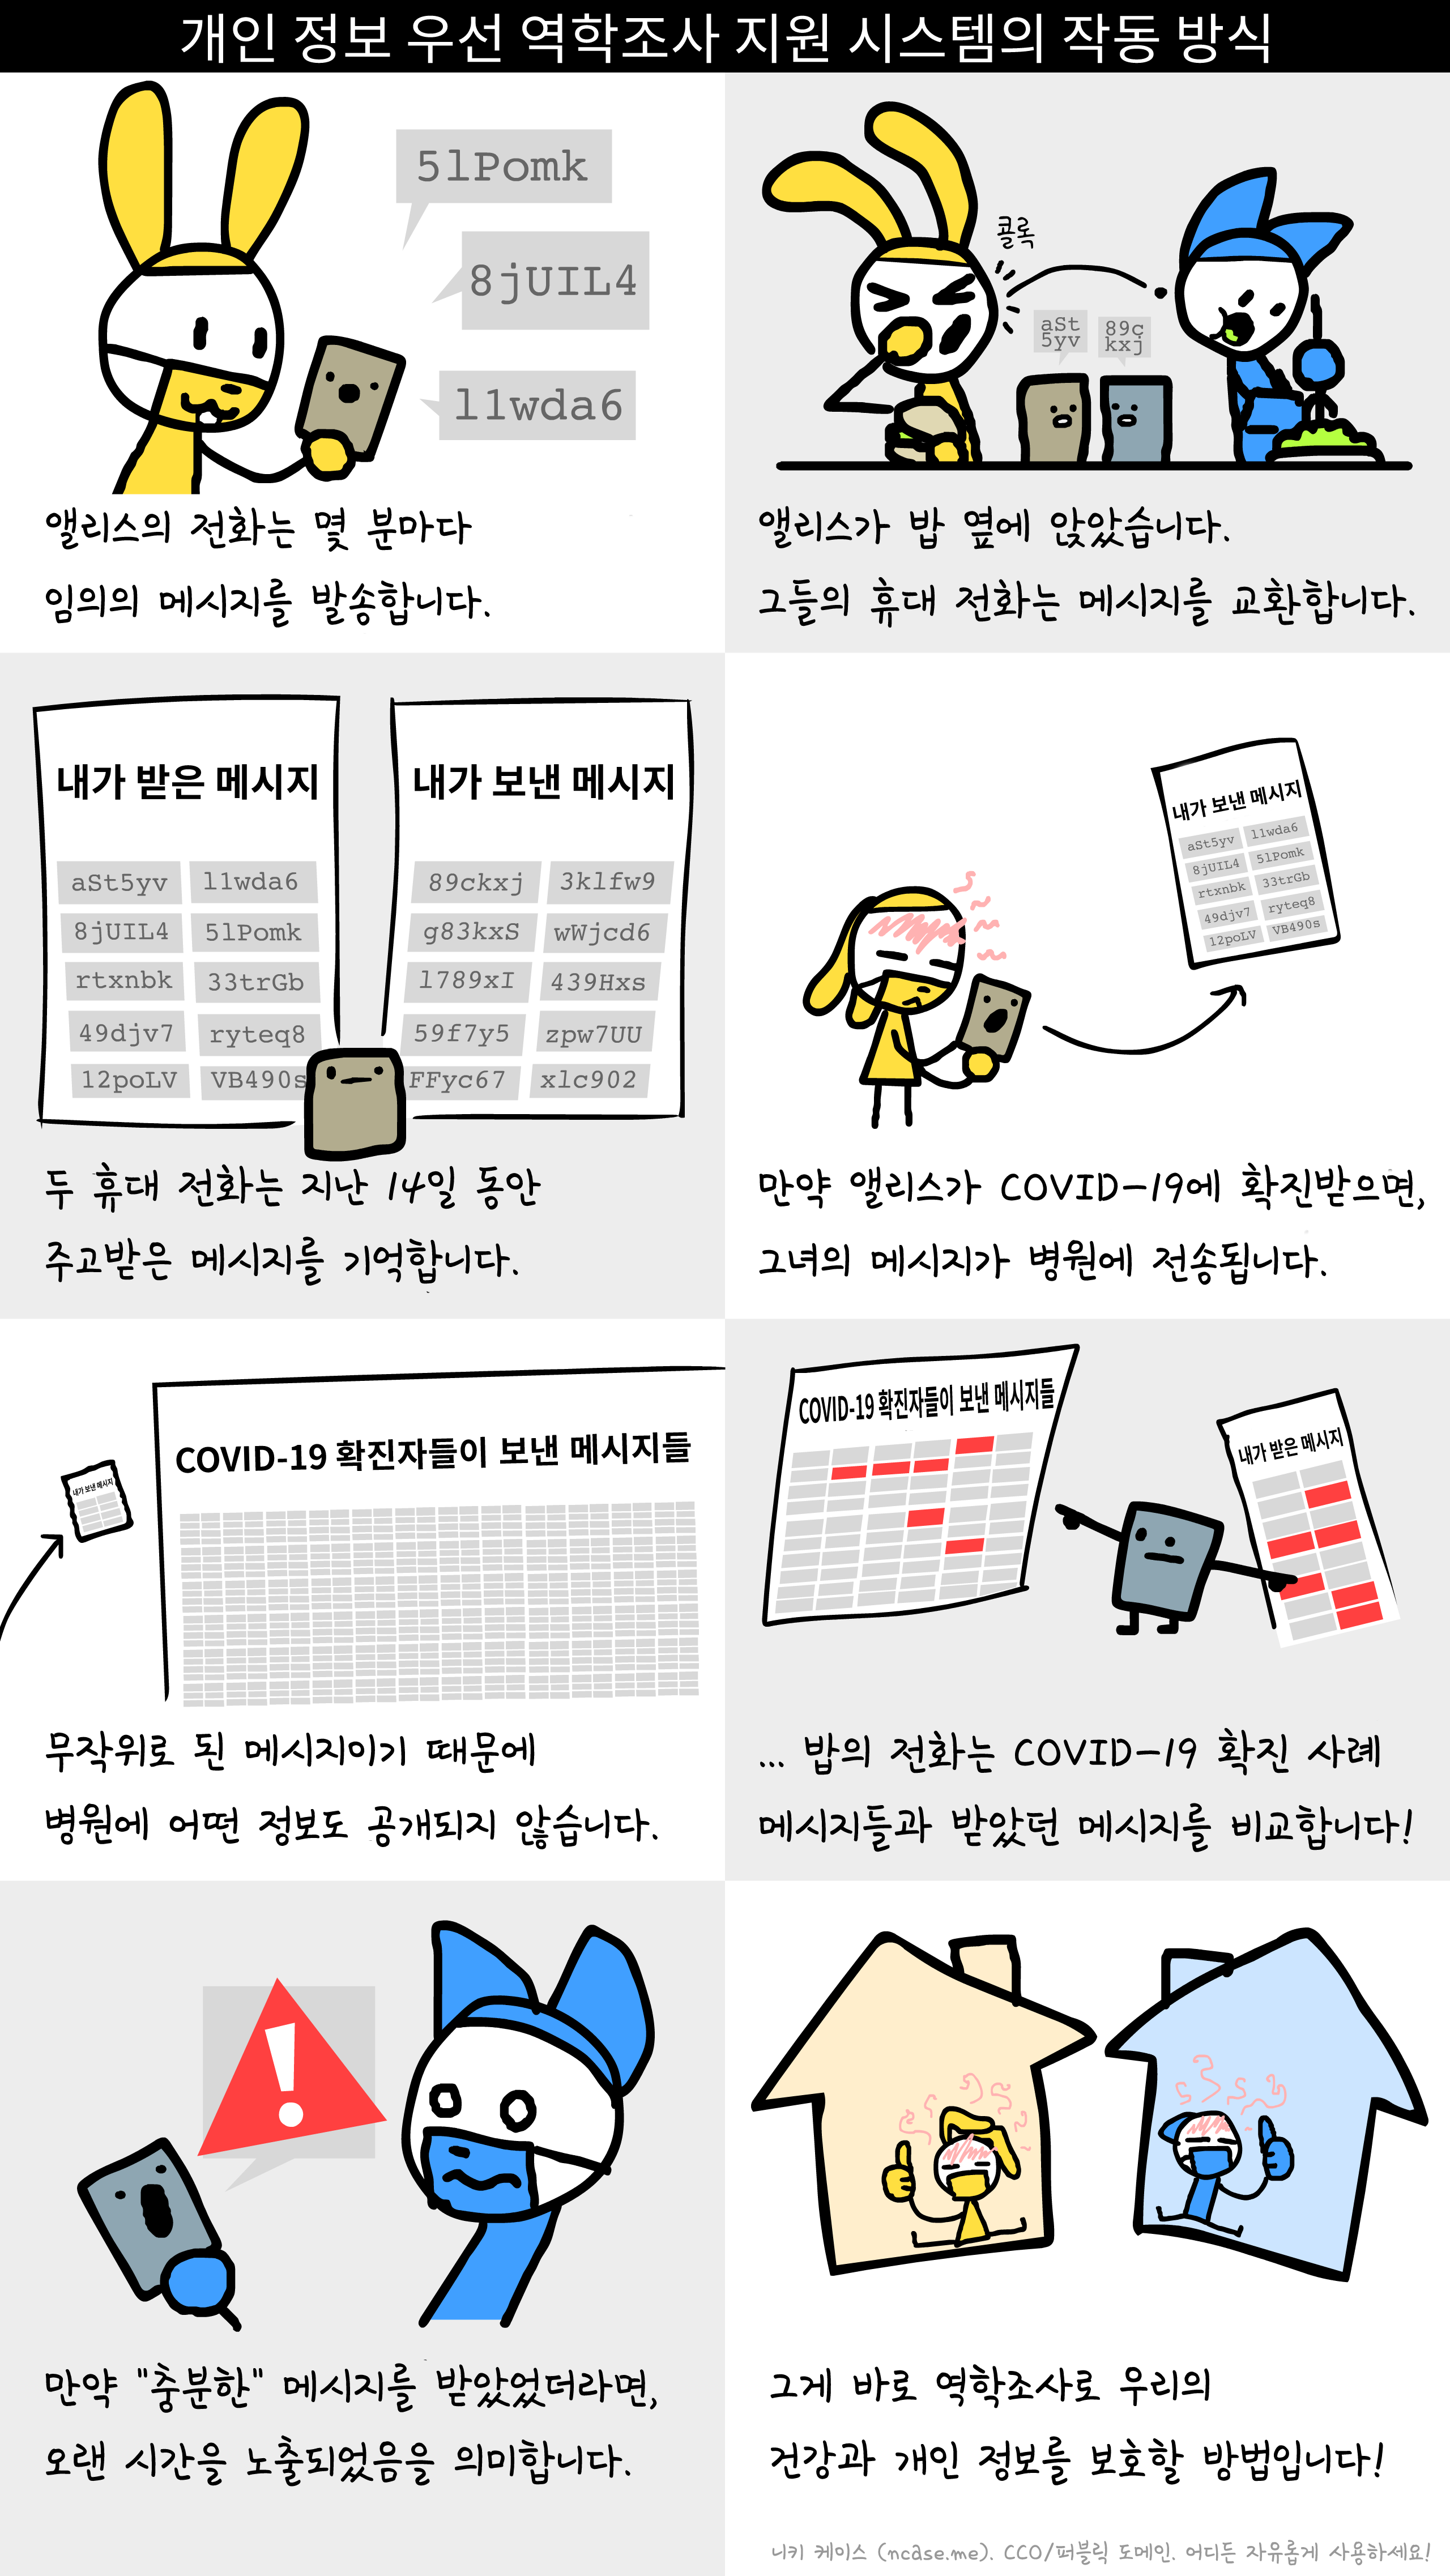 개인 정보 우선 역학조사 지원 시스템의 작동 방식
5lPomk
8jUIL4
l1wda6
앨리스의 전화는 몇 분마다
임의의 메시지를 발송합니다.
콜록
aSt
5yv
89c
kxj
앨리스가 밥 옆에 앉았습니다.
그들의 휴대 전화는 메시지를 교환합니다.
내가 받은 메시지
aSt5yv l1wda6
8jUIL4 5lPomk
rtxnbk 33trGb
49djv7 ryteq8
12poLV VB490s
내가 보낸 메시지
89ckxj 3klfw9
g83kxS wWjcd6
l789xI 439Hxs
59f7y5 zpw7UU
FFyc67 xlc902
두 휴대 전화는 지난 14일 동안
주고받은 메시지를 기억합니다.
내가 보낸 메시지
aSt5yv l1wda6
8jUIL4 5lPomk
rtxnbk 33trGb
49djv7 ryteq8
12poLV VB490s
만약 앨리스가 COVID-19에 확진받으면,
그녀의 메시지가 병원에 전송됩니다.
내가 보낸 메시지
COVID-19 확진자들이 보낸 메시지들
무작위로 된 메시지이기 때문에
병원에 어떤 정보도 공개되지 않습니다.
COVID-19 확진자들이 보낸 메시지들
내가 받은 메시지
... 밥의 전화는 COVID-19 확진 사례
메시지들과 받았던 메시지를 비교합니다!
!
만약 "충분한" 메시지를 받았었더라면,
오랜 시간을 노출되었음을 의미합니다.
그게 바로 역학조사로 우리의
건강과 개인 정보를 보호할 방법입니다!
니키 케이스 (ncase.me). CC0/퍼블릭 도메인. 어디든 자유롭게 사용하세요!